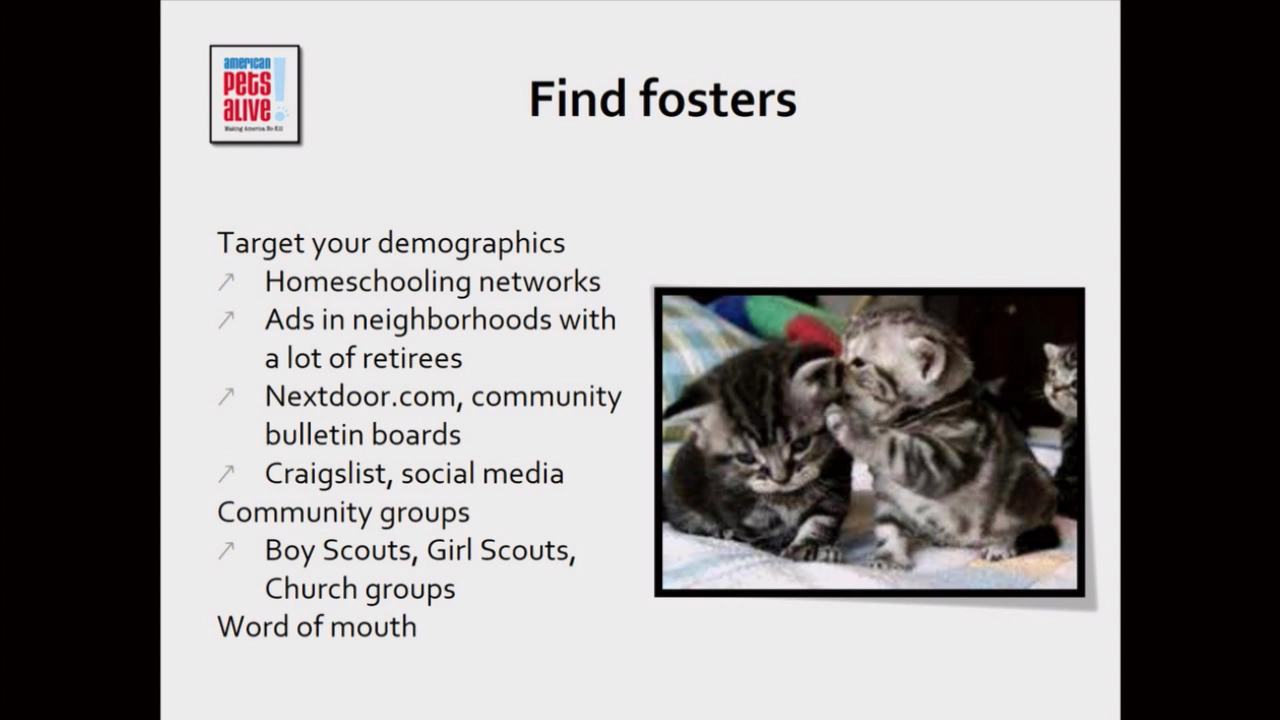 american
PETS
ALIVE!
Making America No Kill
Find fosters
Target your demographics
Homeschooling networks
Ads in neighborhoods with
a lot of retirees
Nextdoor.com, community
bulletin boards
Craigslist, social media
Community groups
Boy Scouts, Girl Scouts,
Church groups
Word of mouth